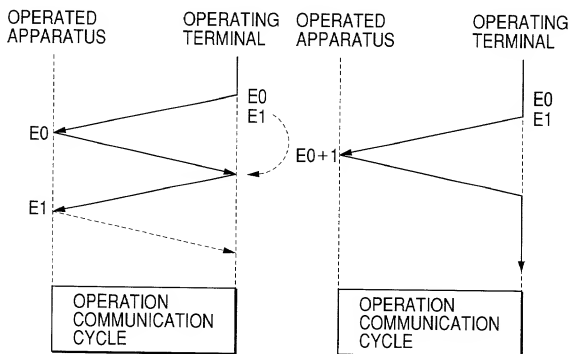 OPERATED
APPARATUS
OPERATING
TERMINAL
OPERATED
APPARATUS
OPERATING
TERMINAL
E0
E1
E0
E1
E0
E1
E0+1
OPERATION
COMMUNICATION
CYCLE
OPERATION
COMMUNICATION
CYCLE